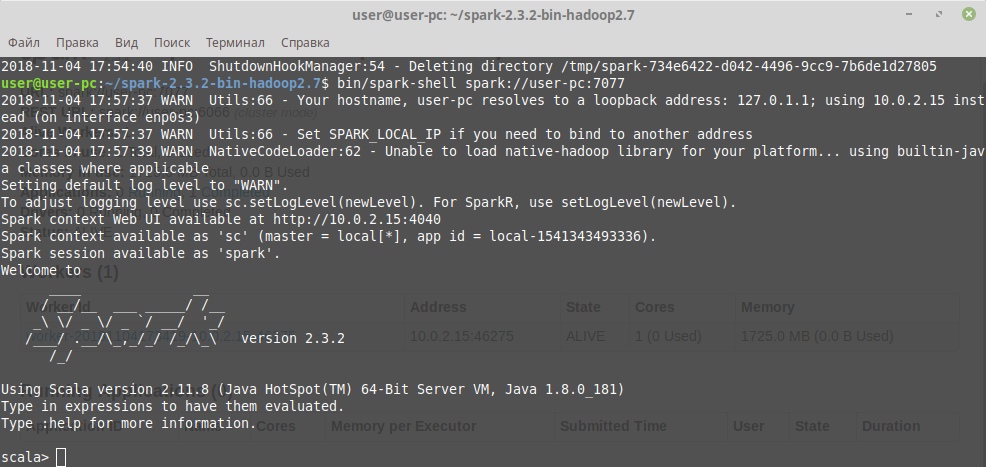 user@user-pc: ~/spark-2.3.2-bin-hadoop2.7
Файл Правка Вид Поиск Терминал Справка
2018-11-04 17:54:40 INFO  ShutdownHookManager:54 - Deleting directory /tmp/spark-734e6422-d042-4496-9cc9-7b6de1d27805
user@user-pc:~/spark-2.3.2-bin-hadoop2.7$ bin/spark-shell spark://user-pc:7077
2018-11-04 17:57:37 WARN  Utils:66 - Your hostname, user-pc resolves to a loopback address: 127.0.1.1; using 10.0.2.15 inst
ead (on interface enp0s3)
(cluster mode)
2018-11-04 17:57:37 WARN  Utils:66 - Set SPARK_LOCAL_IP if you need to bind to another address
2018-11-04 17:57:39 WARN  NativeCodeLoader:62 - Unable to load native-hadoop library for your platform... using builtin-jav
a classes where applicable
0.0 B Used
Setting default log level to "WARN".
To adjust logging level use sc.setLogLevel(newLevel). For SparkR, use setLogLevel(newLevel).
Spark context Web UI available at http://10.0.2.15:4040
Spark context available as 'sc' (master = local[*], app id = local-1541343493336).
Spark session available as 'spark'.
Welcome to
Workers (1)
Worker Id Address State Cores Memory
10.0.2.15:46275 ALIVE 1 (0 Used) 1725.0 MB (0.0 B Used)
version 2.3.2
Using Scala version 2.11.8 (Java HotSpot(TM) 64-Bit Server VM, Java 1.8.0_181)
Type in expressions to have them evaluated.
Type :help for more information.
Application ID Cores Memory per Executor Submitted Time User State Duration
scala>